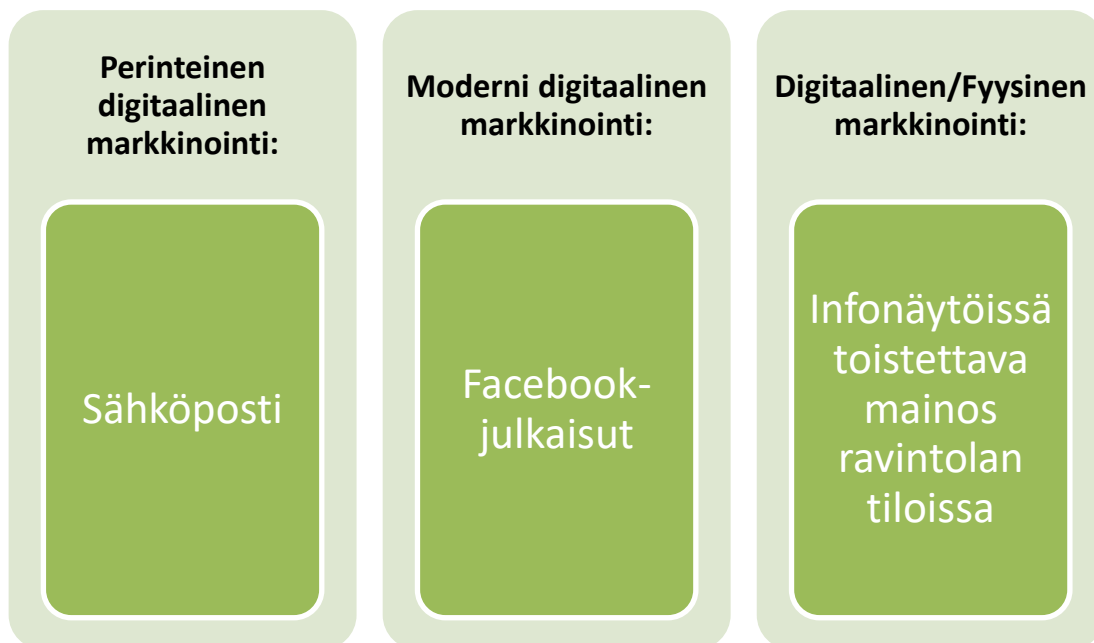 Perinteinen
digitaalinen
markkinointi:
Sähköposti
Moderni digitaalinen
markkinointi:
Facebook-
julkaisut
Digitaalinen/Fyysinen
markkinointi:
Infonäytöissä
toistettava
mainos
ravintolan
tiloissa